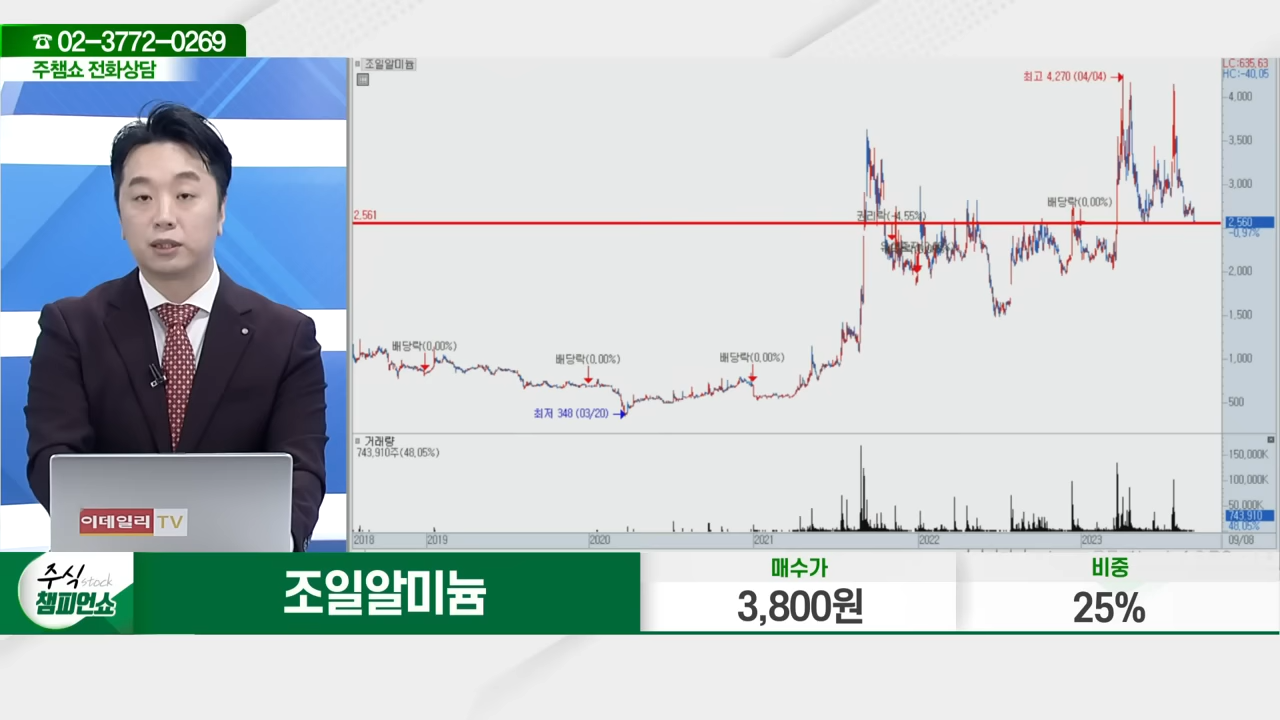 ☎ 02-3772-0269
주챔쇼 전화상담
조일알미늄
LC:635.63
HC:-40.05
최고 4,270 (04/04)
4,000
3,500
3,000
배당락(0.00%)
2,561
권리락(-4.55%)
2,560
-0.97%
2,000
1,500
배당락(0.00%)
배당락(0.00%)
배당락(0.00%)
1,000
500
최저 348 (03/20)
거래량
743,910주(48.05%)
150,000K
100,000K
50,000K
743,910
48.05%
2018
2019
2020
2021
2022
2023
09/08
이데일리 TV
주식 stock
챔피언쇼
조일알미늄
매수가
3,800원
비중
25%